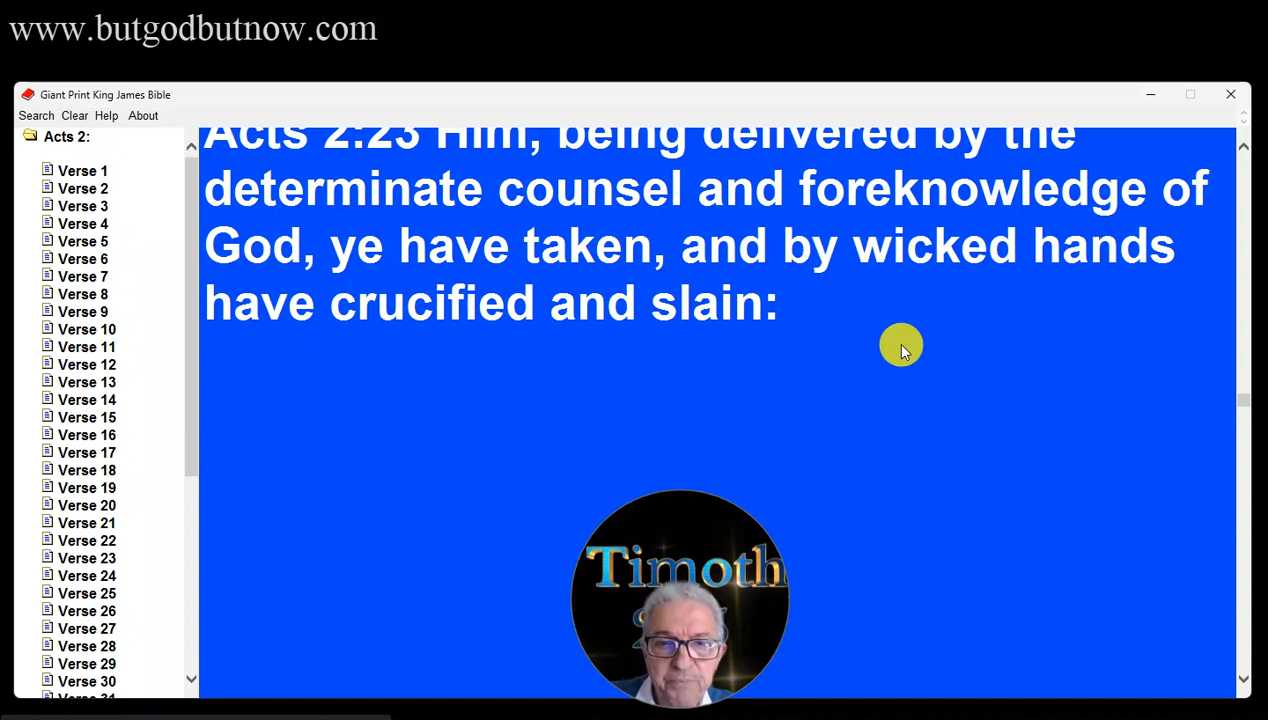 www.butgodbutnow.com
Giant Print King James Bible
Search Clear Help About
Acts 2:
Verse 1
Verse 2
Verse 3
Verse 4
Verse 5
Verse 6
Verse 7
Verse 8
Verse 9
Verse 10
Verse 11
Verse 12
Verse 13
Verse 14
Verse 15
Verse 16
Verse 17
Verse 18
Verse 19
Verse 20
Verse 21
Verse 22
Verse 23
Verse 24
Verse 25
Verse 26
Verse 27
Verse 28
Verse 29
Verse 30
Verse 31
Acts 2:23 Him, being delivered by the
determinate counsel and foreknowledge of
God, ye have taken, and by wicked hands
have crucified and slain:
Timoth